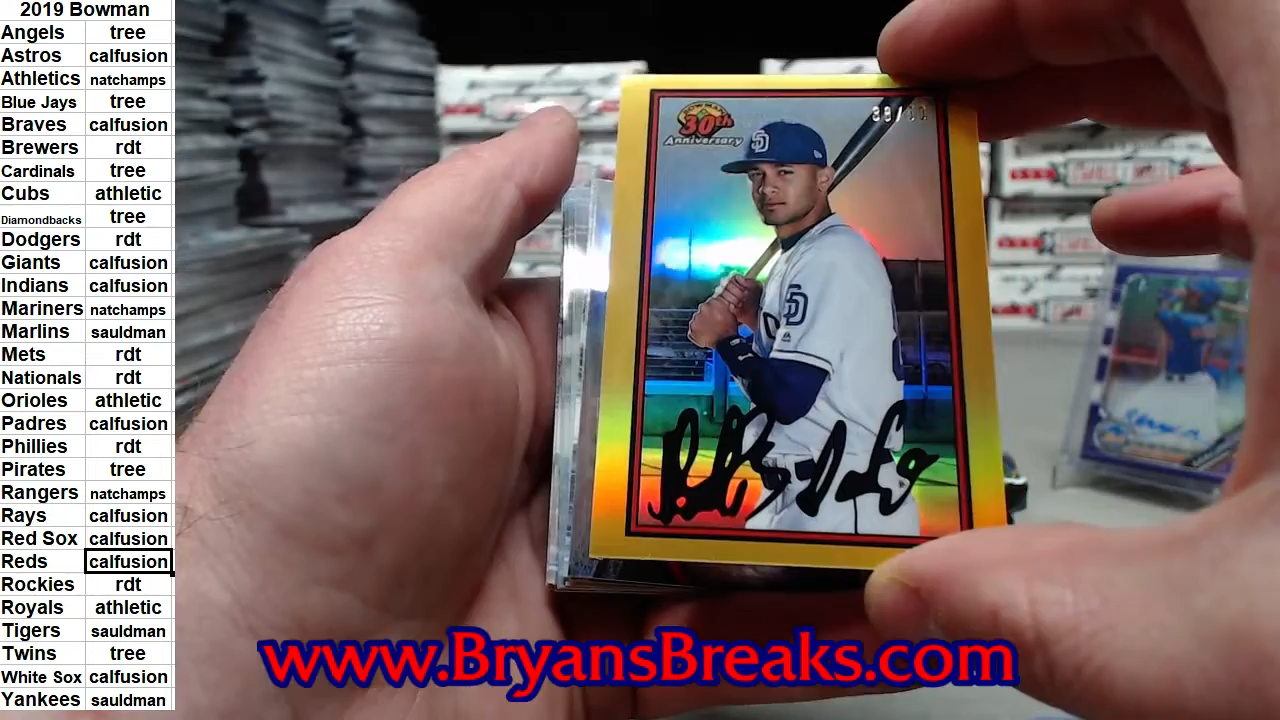 2019 Bowman
Angels tree
Astros calfusion
Athletics natchamps
Blue Jays tree
Braves calfusion
Brewers rdt
Cardinals tree
Cubs athletic
Diamondbacks tree
Dodgers rdt
Giants calfusion
Indians calfusion
Mariners natchamps
Marlins sauldman
Mets rdt
Nationals rdt
Orioles athletic
Padres calfusion
Phillies rdt
Pirates tree
Rangers natchamps
Rays calfusion
Red Sox calfusion
Reds calfusion
Rockies rdt
Royals athletic
Tigers sauldman
Twins tree
White Sox calfusion
Yankees sauldman
BOWMAN
30th
Anniversary
SD
SD
www.BryansBreaks.com